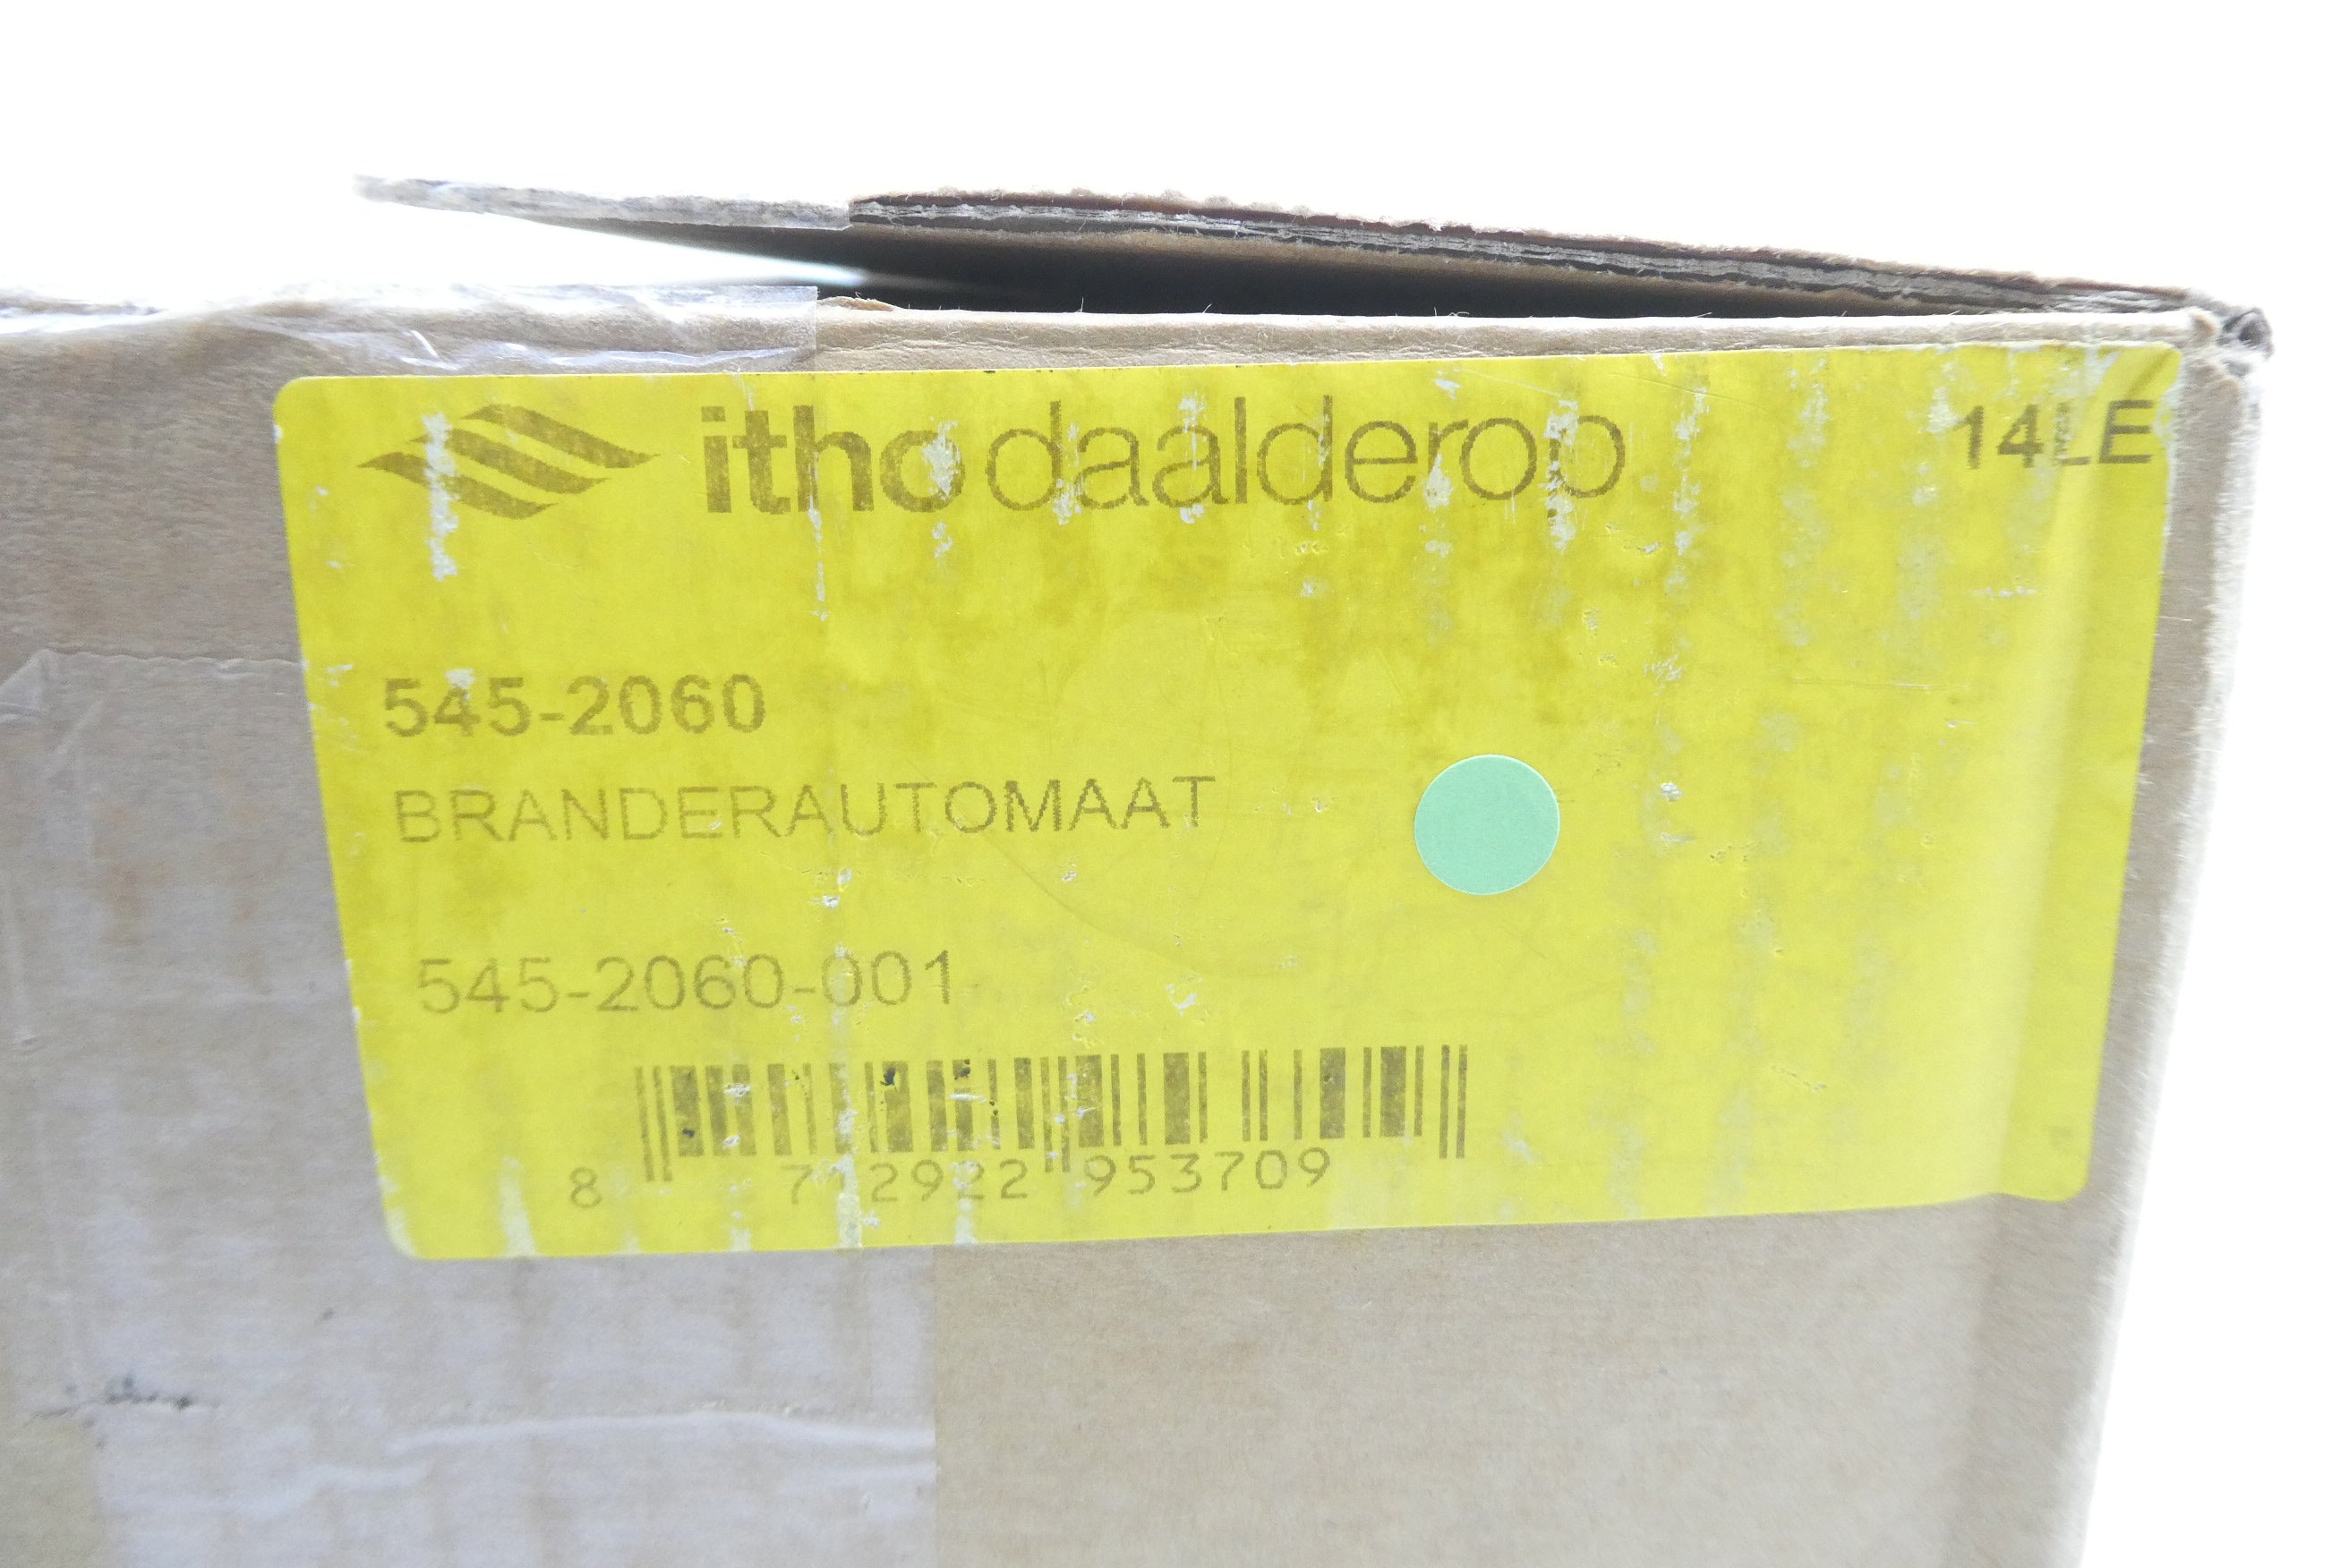 itho daalderop
14LE
545-2060
BRANDERAUTOMAAT
545-2060-001
8 712922 953709